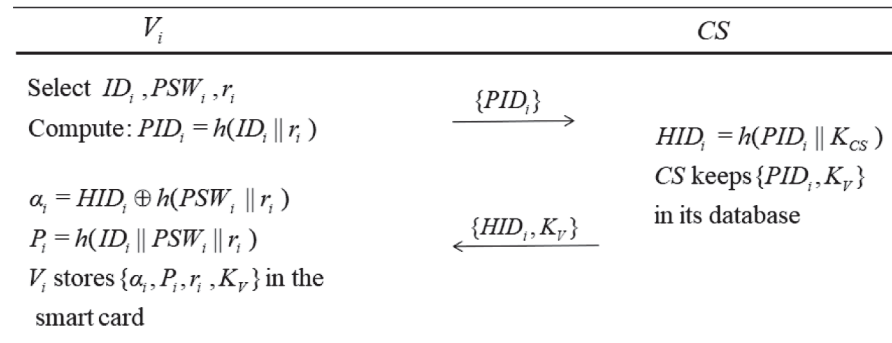 V_i CS
Select ID_i ,PSW_i ,r_i
Compute: PID_i = h(ID_i || r_i )
{PID_i}
HID_i = h(PID_i || K_CS )
CS keeps {PID_i, K_V}
in its database
α_i = HID_i ⊕ h(PSW_i || r_i )
P_i = h(ID_i || PSW_i || r_i )
{HID_i, K_V}
V_i stores {α_i, P_i, r_i , K_V} in the
smart card